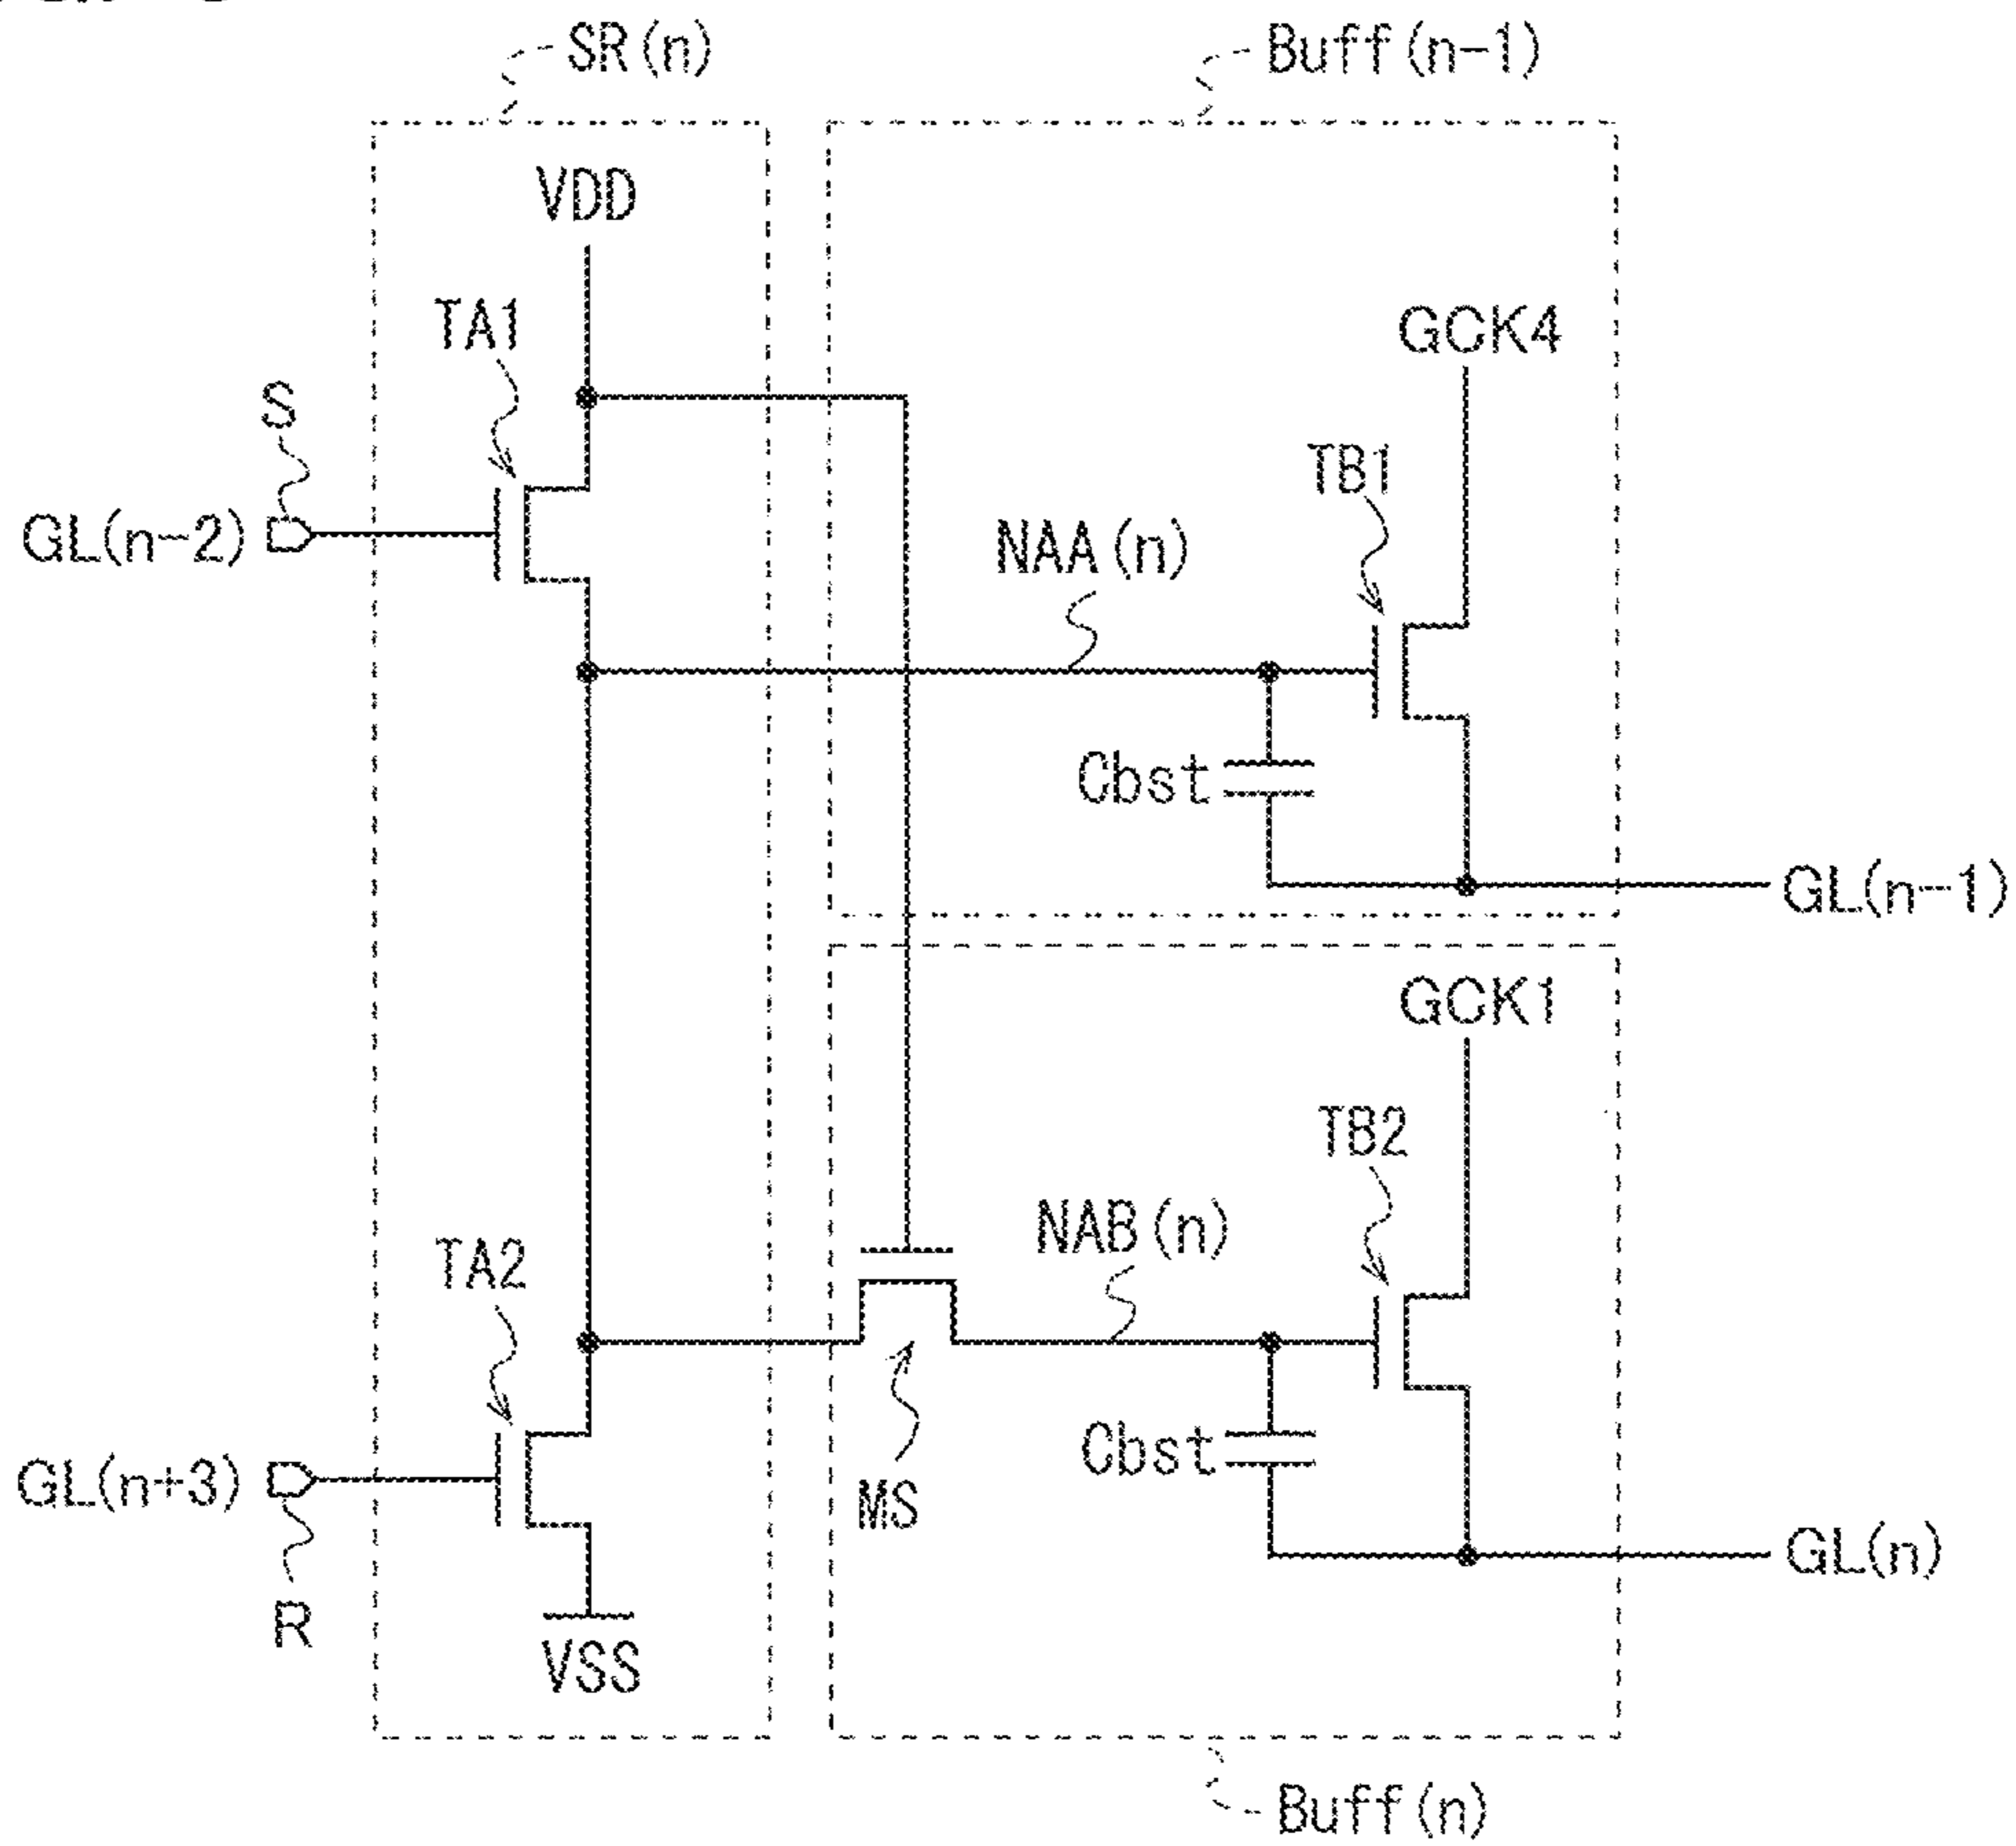 SR(n)
Buff(n-1)
VDD
TA1
GCK4
S
TB1
GL(n-2)
NAA(n)
Cbst
GL(n-1)
GCK1
TB2
NAB(n)
TA2
Cbst
GL(n+3)
MS
GL(n)
R
VSS
Buff(n)